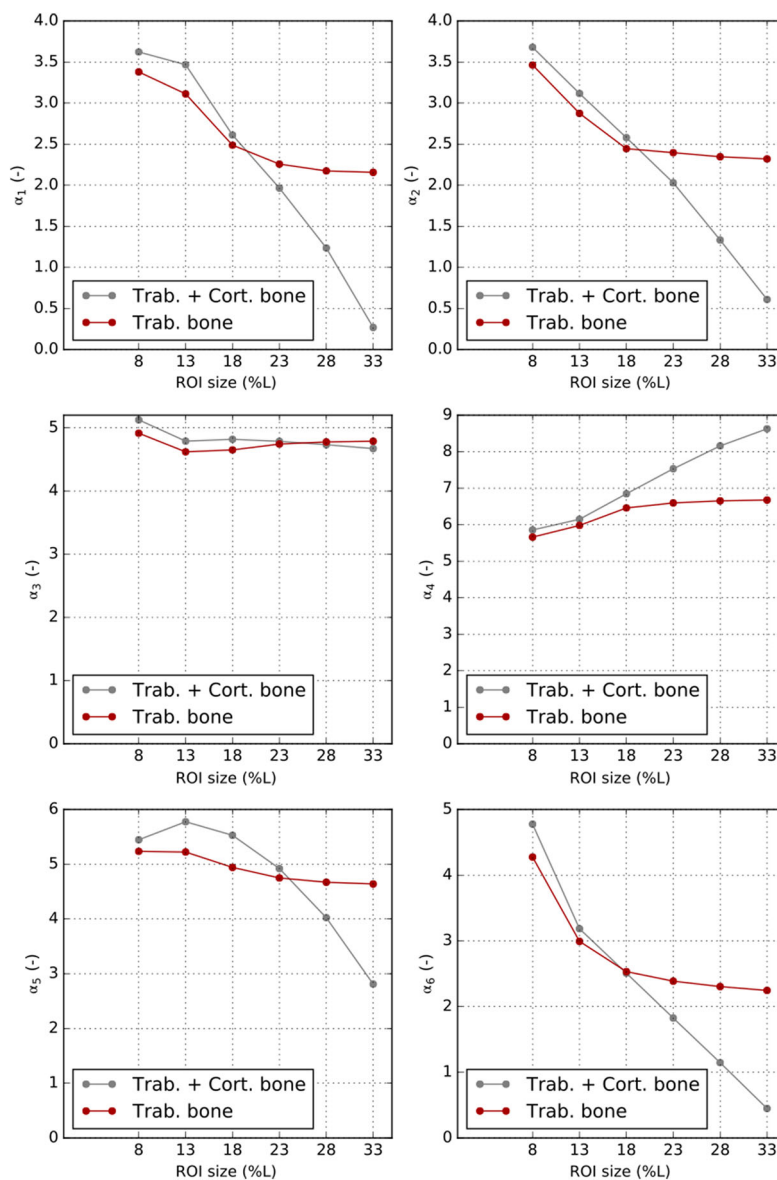 4.0
3.5
3.0
2.5
2.0
1.5
1.0
0.5
0.0
α1 (-)
Trab. + Cort. bone
Trab. bone
8 13 18 23 28 33
ROI size (%L)
4.0
3.5
3.0
2.5
2.0
1.5
1.0
0.5
0.0
α2 (-)
Trab. + Cort. bone
Trab. bone
8 13 18 23 28 33
ROI size (%L)
5
4
3
2
1
0
α3 (-)
Trab. + Cort. bone
Trab. bone
8 13 18 23 28 33
ROI size (%L)
9
8
7
6
5
4
3
2
1
0
α4 (-)
Trab. + Cort. bone
Trab. bone
8 13 18 23 28 33
ROI size (%L)
6
5
4
3
2
1
0
α5 (-)
Trab. + Cort. bone
Trab. bone
8 13 18 23 28 33
ROI size (%L)
5
4
3
2
1
0
α6 (-)
Trab. + Cort. bone
Trab. bone
8 13 18 23 28 33
ROI size (%L)